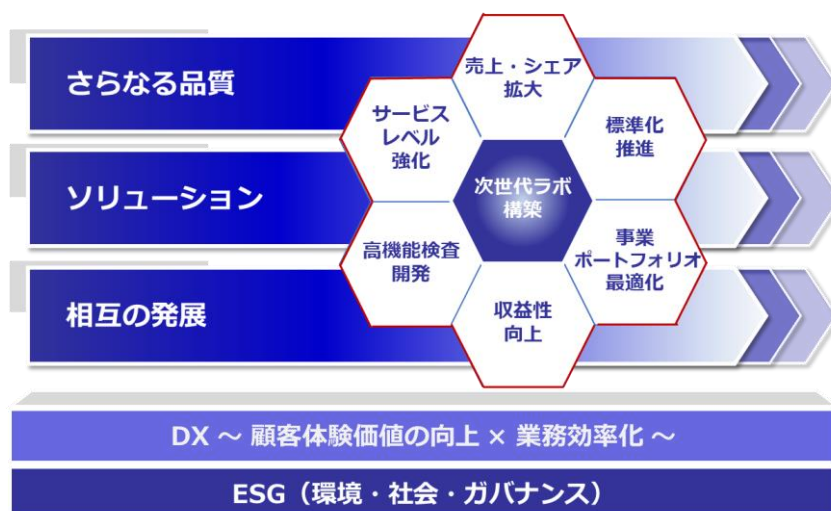 さらなる品質
ソリューション
相互の発展
売上・シェア
拡大
サービス
レベル
強化
標準化
推進
次世代ラボ
構築
高機能検査
開発
事業
ポートフォリオ
最適化
収益性
向上
DX ～ 顧客体験価値の向上 × 業務効率化 ～
ESG（環境・社会・ガバナンス）